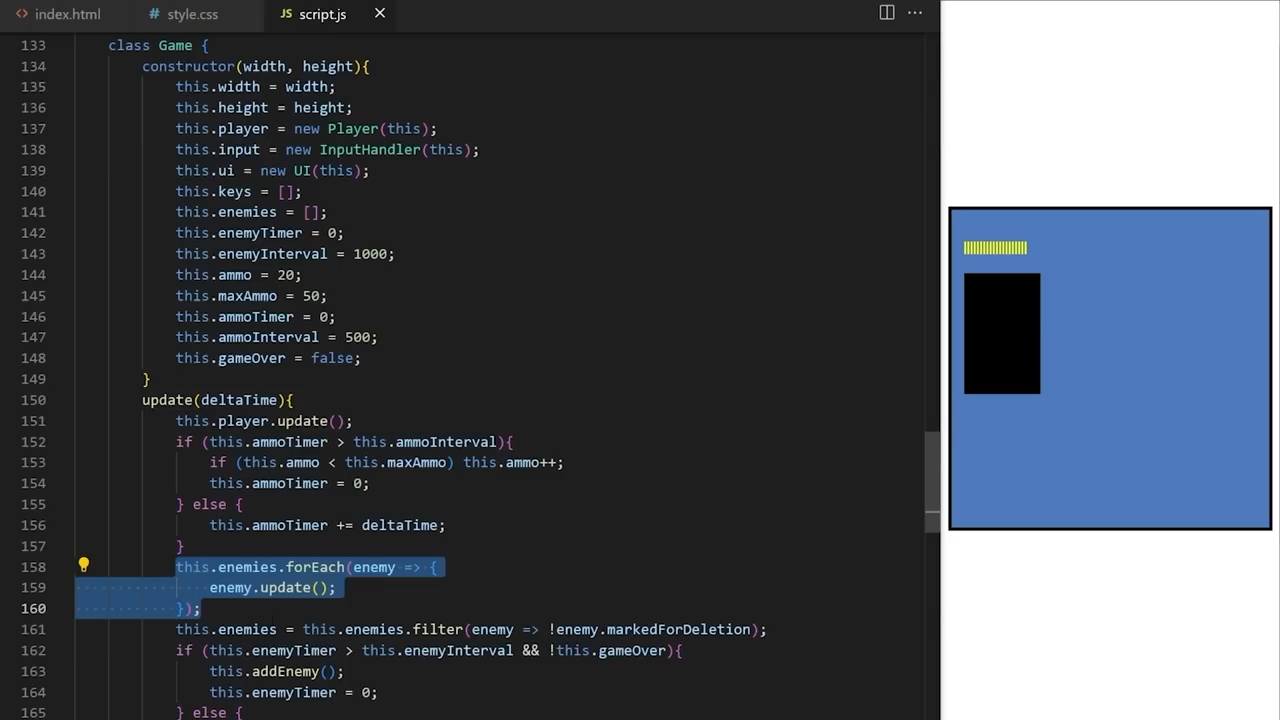 index.html
style.css
JS script.js
133 class Game {
134 constructor(width, height){
135 this.width = width;
136 this.height = height;
137 this.player = new Player(this);
138 this.input = new InputHandler(this);
139 this.ui = new UI(this);
140 this.keys = [];
141 this.enemies = [];
142 this.enemyTimer = 0;
143 this.enemyInterval = 1000;
144 this.ammo = 20;
145 this.maxAmmo = 50;
146 this.ammoTimer = 0;
147 this.ammoInterval = 500;
148 this.gameOver = false;
149 }
150 update(deltaTime){
151 this.player.update();
152 if (this.ammoTimer > this.ammoInterval){
153 if (this.ammo < this.maxAmmo) this.ammo++;
154 this.ammoTimer = 0;
155 } else {
156 this.ammoTimer += deltaTime;
157 }
158 this.enemies.forEach(enemy => {
159 enemy.update();
160 });
161 this.enemies = this.enemies.filter(enemy => !enemy.markedForDeletion);
162 if (this.enemyTimer > this.enemyInterval && !this.gameOver){
163 this.addEnemy();
164 this.enemyTimer = 0;
165 } else {